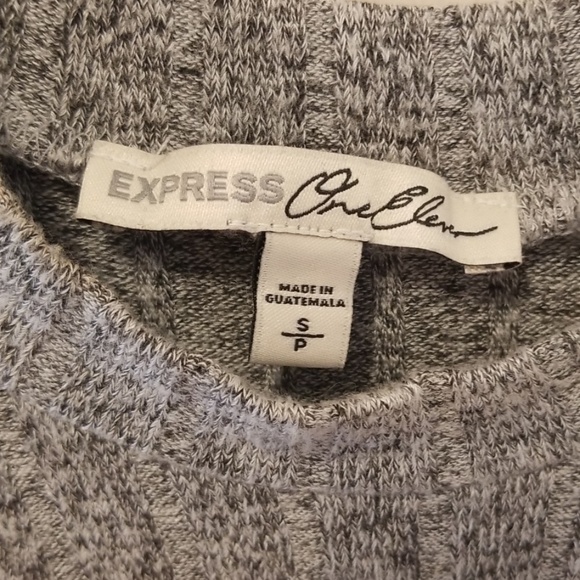 EXPRESS One Eleven
MADE IN
GUATEMALA
S
P